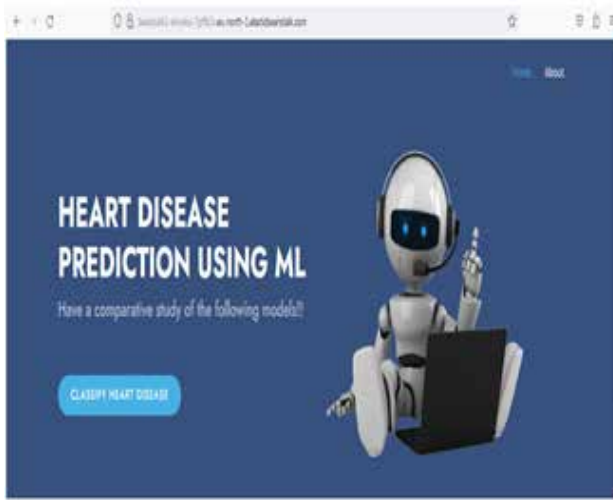 Home About
HEART DISEASE
PREDICTION USING ML
Have a comparative study of the following models!!
CLASSIFY HEART DISEASE